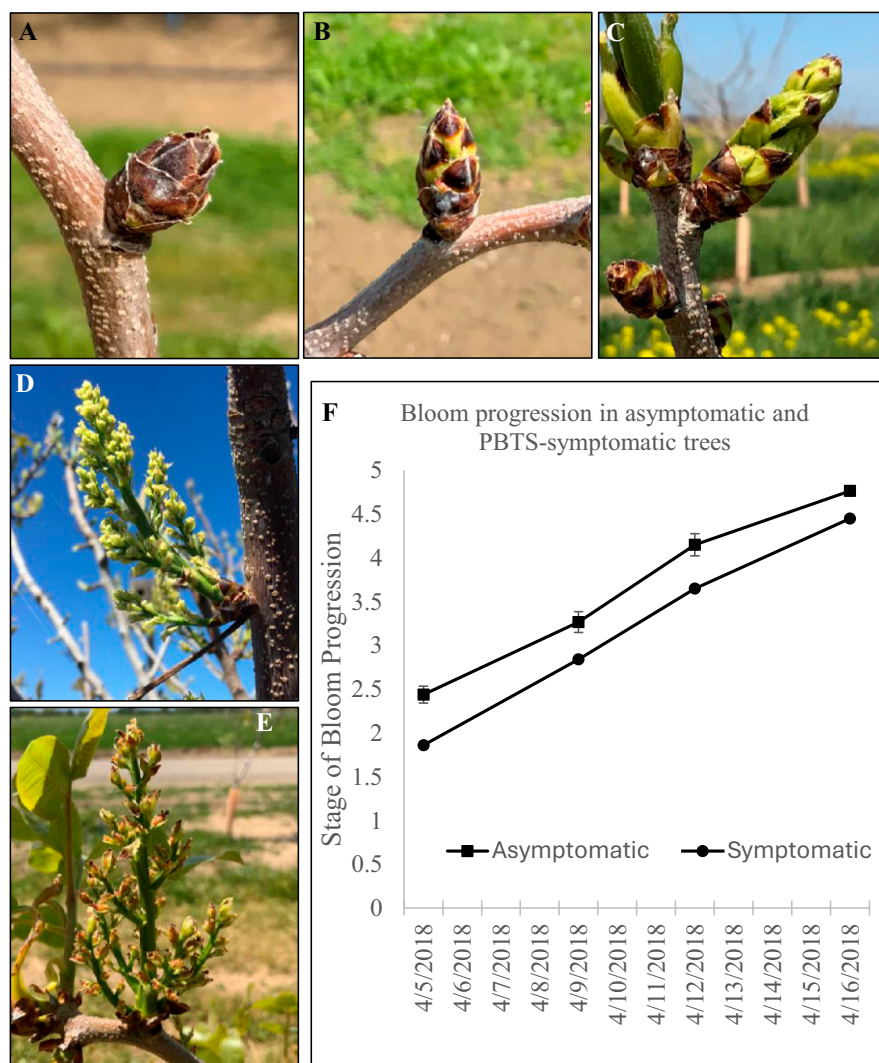 A
B
C
D
E
F
Bloom progression in asymptomatic and
PBTS-symptomatic trees
Stage of Bloom Progression
5
4.5
4
3.5
3
2.5
2
1.5
1
0.5
0
Asymptomatic
Symptomatic
4/5/2018
4/6/2018
4/7/2018
4/8/2018
4/9/2018
4/10/2018
4/11/2018
4/12/2018
4/13/2018
4/14/2018
4/15/2018
4/16/2018